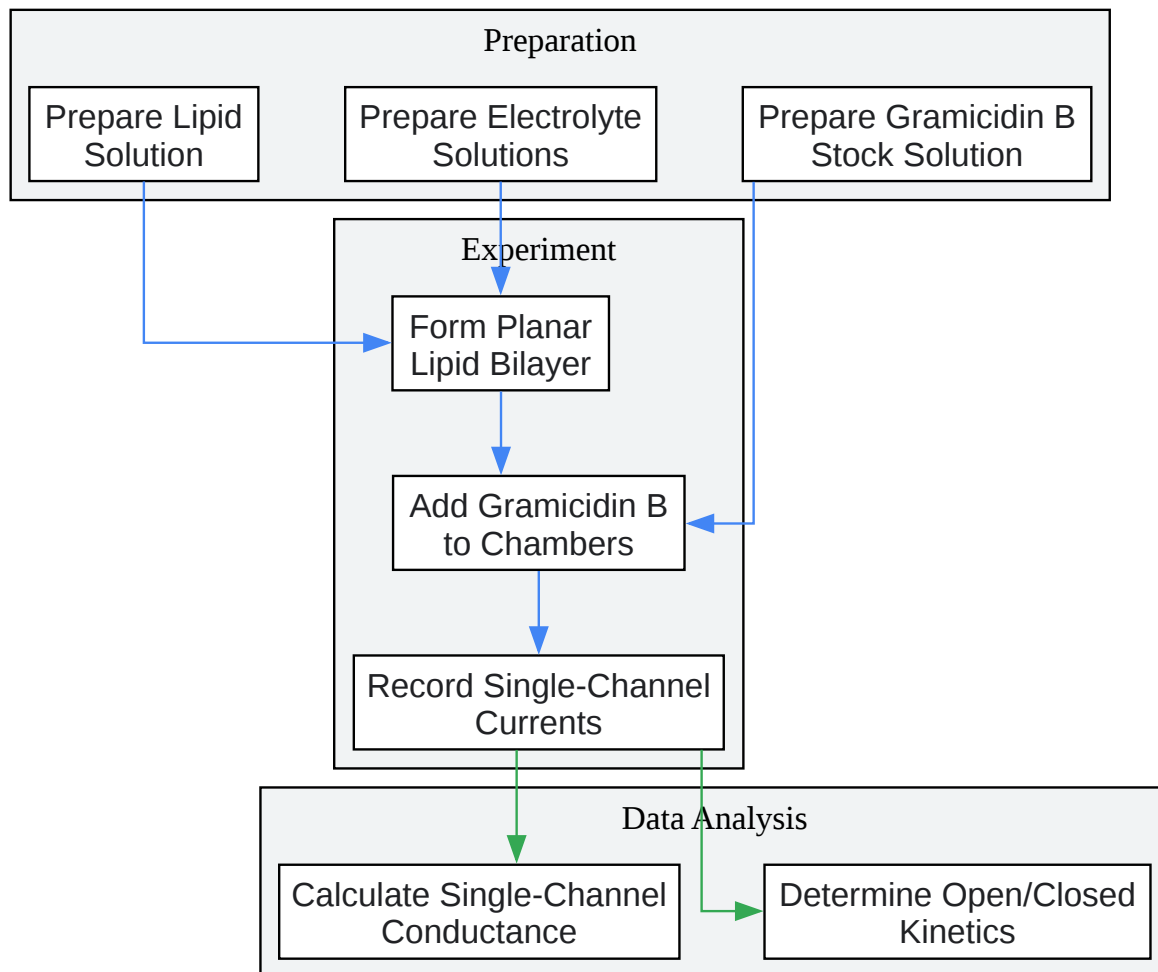 Preparation
Prepare Lipid
Solution
Prepare Electrolyte
Solutions
Prepare Gramicidin B
Stock Solution
Experiment
Form Planar
Lipid Bilayer
Add Gramicidin B
to Chambers
Record Single-Channel
Currents
Data Analysis
Calculate Single-Channel
Conductance
Determine Open/Closed
Kinetics